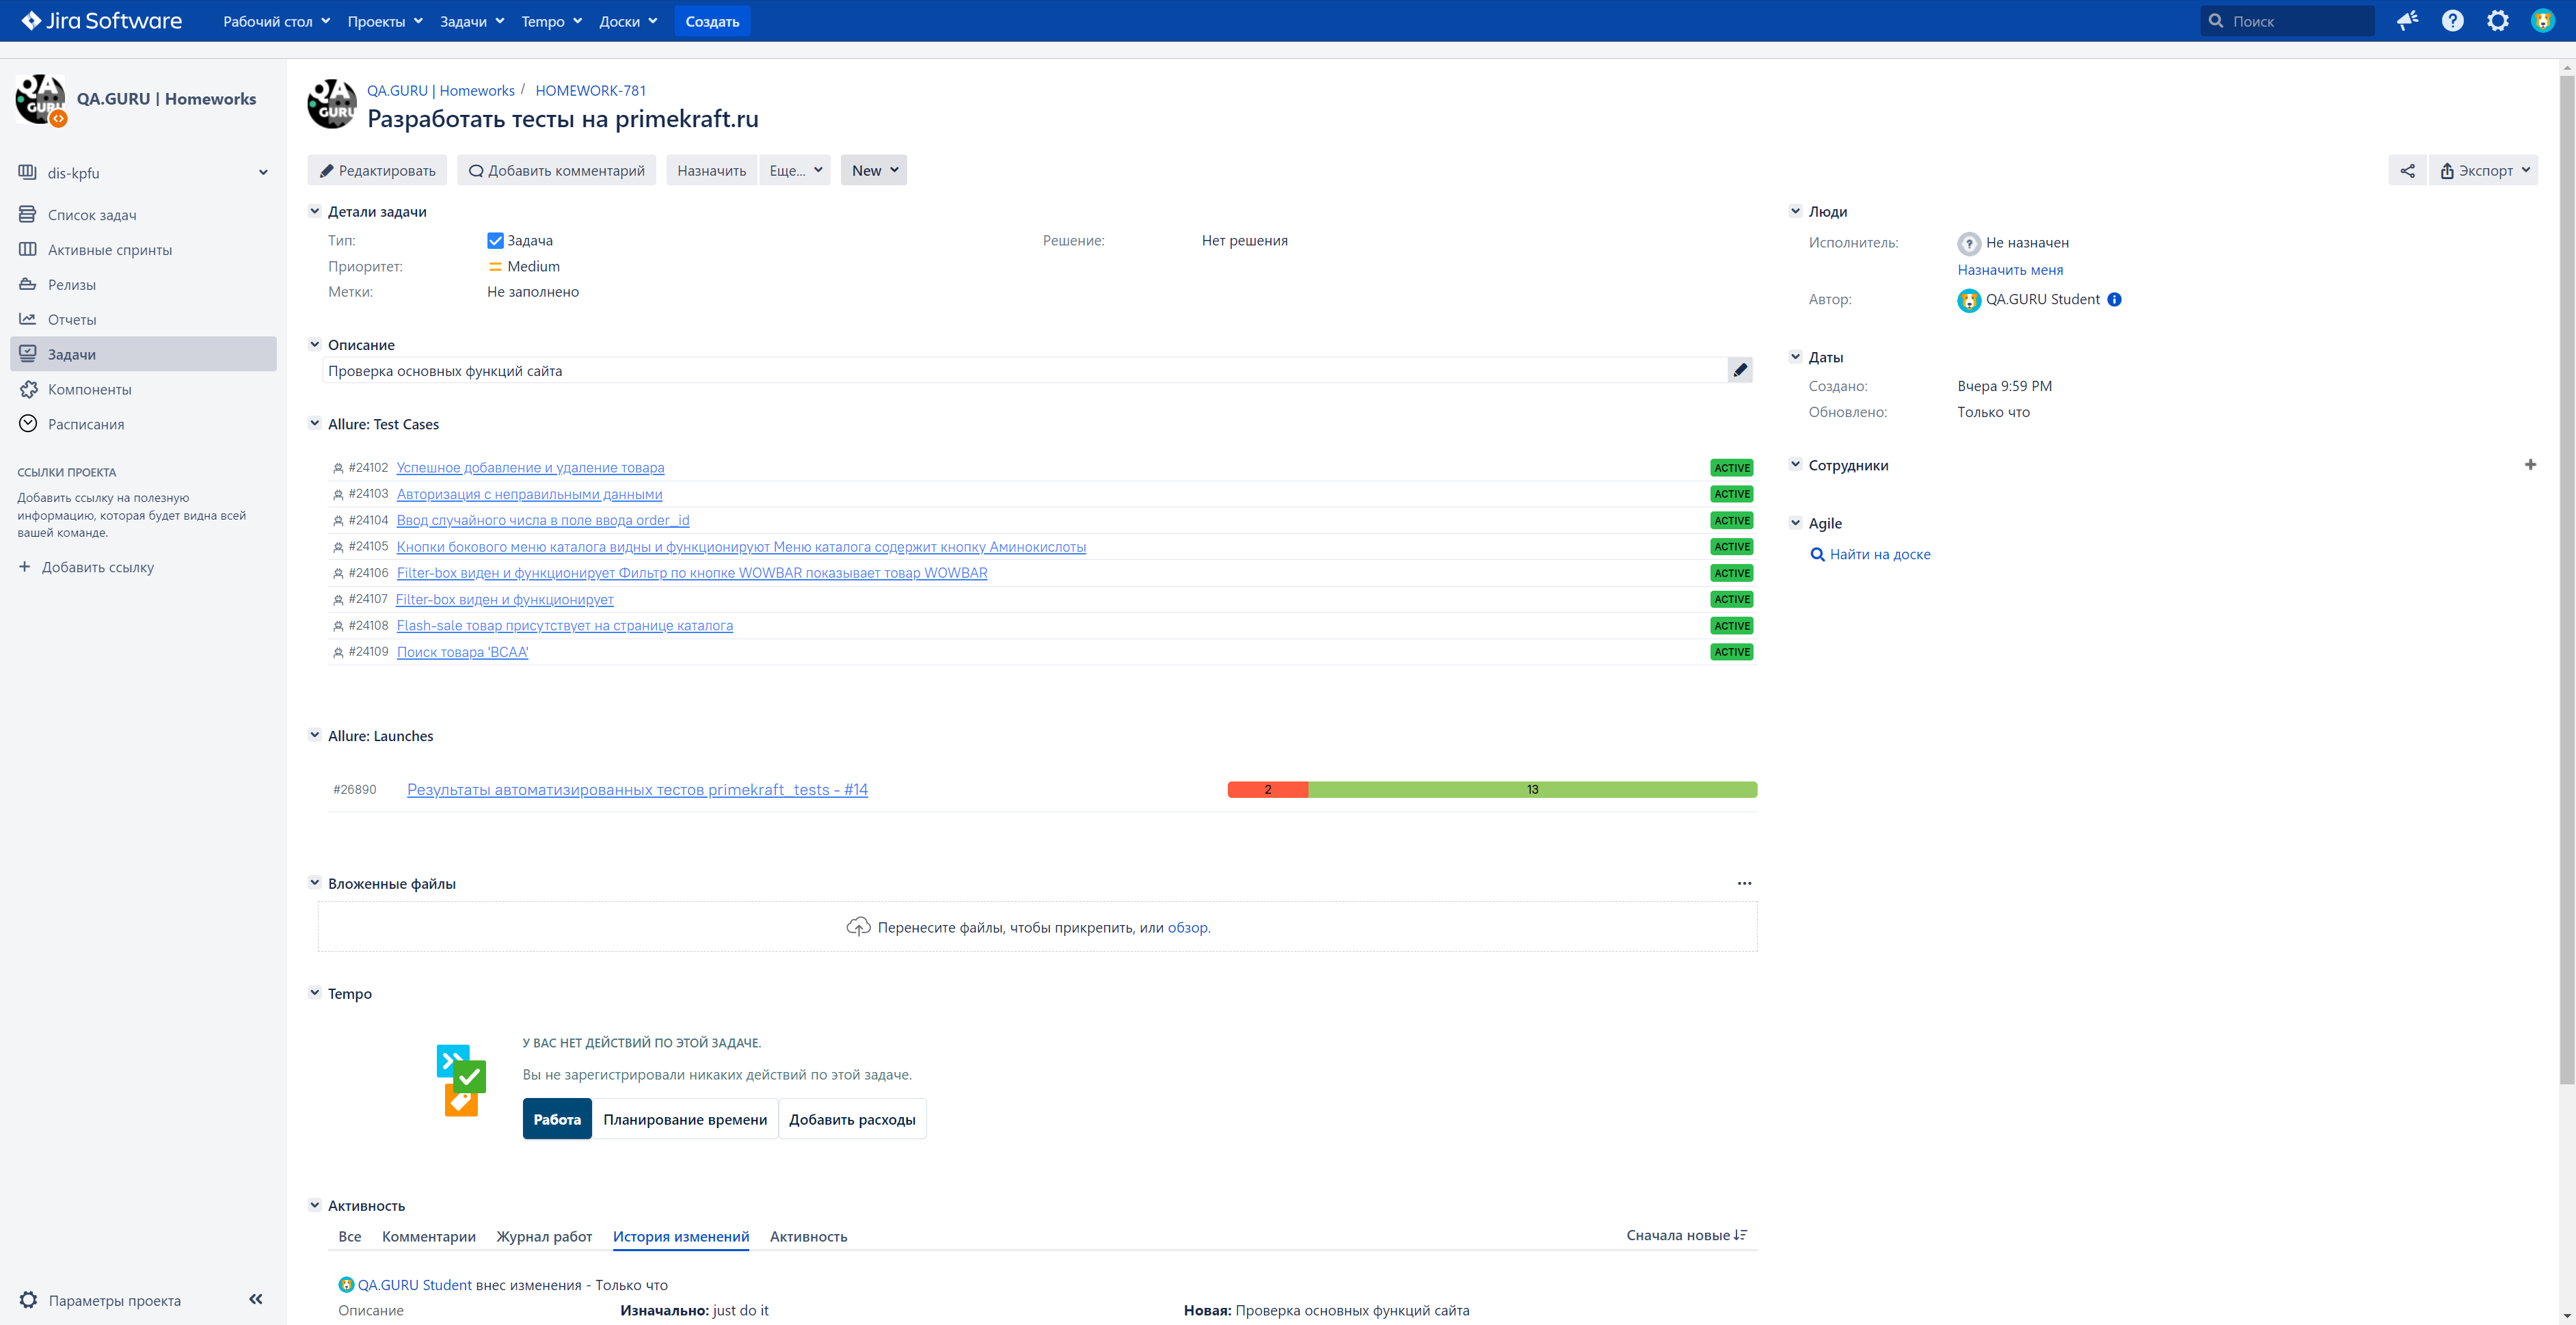 Jira Software
Рабочий стол
Проекты
Задачи
Tempo
Доски
Создать
Поиск
QA.GURU | Homeworks
dis-kpfu
Список задач
Активные спринты
Релизы
Отчеты
Задачи
Компоненты
Расписания
ССЫЛКИ ПРОЕКТА
Добавить ссылку на полезную
информацию, которая будет видна всей
вашей команде.
Добавить ссылку
Параметры проекта
QA.GURU | Homeworks / HOMEWORK-781
Разработать тесты на primekraft.ru
Редактировать
Добавить комментарий
Назначить
Еще...
New
Экспорт
Детали задачи
Тип: Задача
Решение: Нет решения
Приоритет: Medium
Метки: Не заполнено
Описание
Проверка основных функций сайта
Allure: Test Cases
#24102 Успешное добавление и удаление товара ACTIVE
#24103 Авторизация с неправильными данными ACTIVE
#24104 Ввод случайного числа в поле ввода order_id ACTIVE
#24105 Кнопки бокового меню каталога видны и функционируют Меню каталога содержит кнопку Аминокислоты ACTIVE
#24106 Filter-box виден и функционирует Фильтр по кнопке WOWBAR показывает товар WOWBAR ACTIVE
#24107 Filter-box виден и функционирует ACTIVE
#24108 Flash-sale товар присутствует на странице каталога ACTIVE
#24109 Поиск товара 'BCAA' ACTIVE
Allure: Launches
#26890 Результаты автоматизированных тестов primekraft_tests - #14 2 13
Вложенные файлы
Перенесите файлы, чтобы прикрепить, или обзор.
Tempo
У ВАС НЕТ ДЕЙСТВИЙ ПО ЭТОЙ ЗАДАЧЕ.
Вы не зарегистрировали никаких действий по этой задаче.
Работа
Планирование времени
Добавить расходы
Активность
Все
Комментарии
Журнал работ
История изменений
Активность
Сначала новые
QA.GURU Student внес изменения - Только что
Описание
Изначально: just do it
Новая: Проверка основных функций сайта
Люди
Исполнитель: Не назначен
Назначить меня
Автор: QA.GURU Student
Даты
Создано: Вчера 9:59 PM
Обновлено: Только что
Сотрудники
Agile
Найти на доске